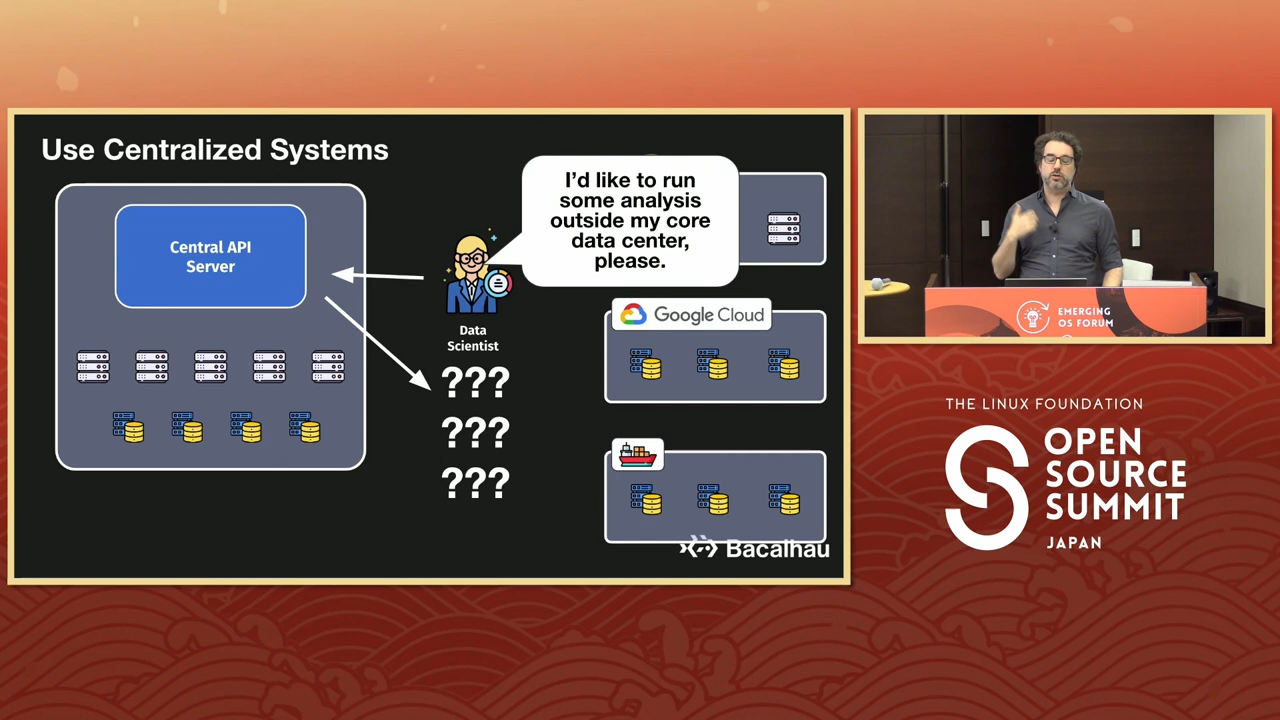 Use Centralized Systems
Central API
Server
I’d like to run
some analysis
outside my core
data center,
please.
Data
Scientist
???
???
???
Google Cloud
Bacalhau
EMERGING
OS FORUM
THE LINUX FOUNDATION
OPEN
SOURCE
SUMMIT
JAPAN